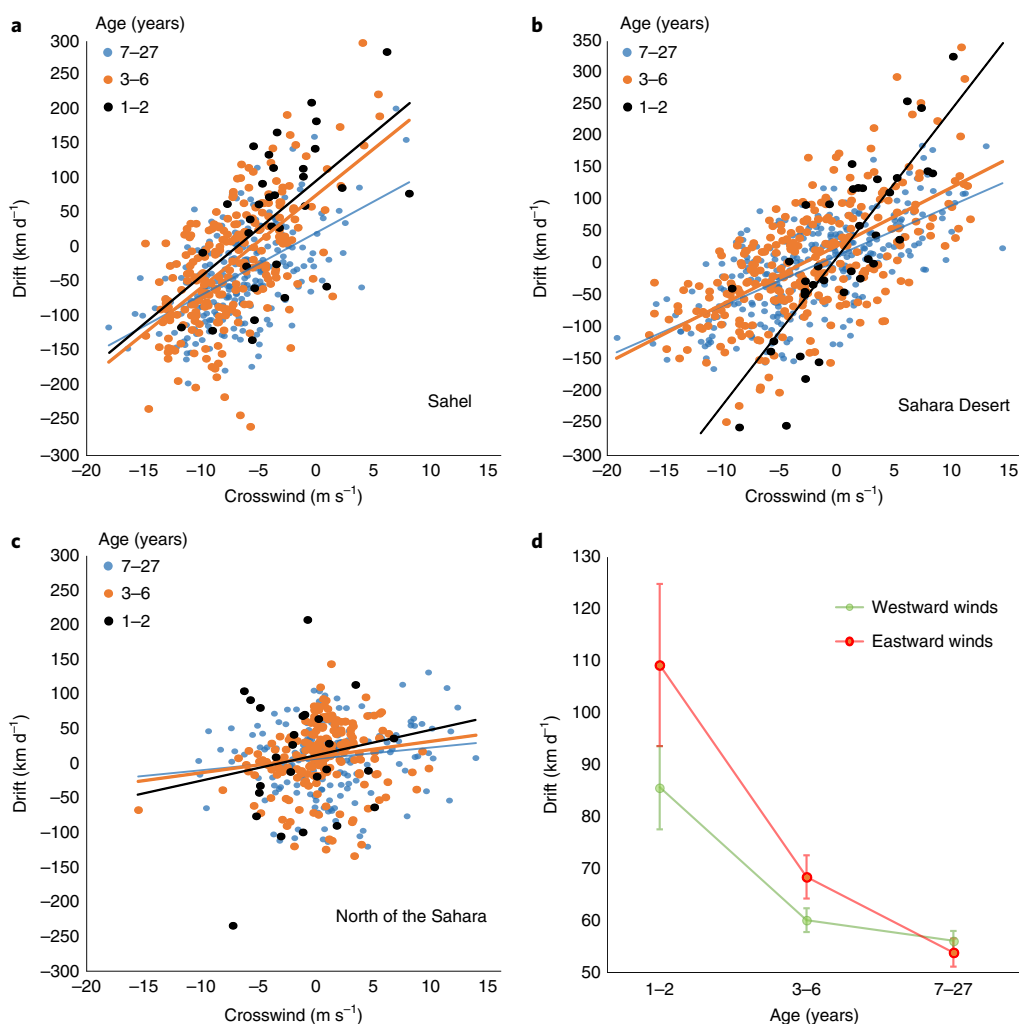 a
Age (years)
7–27
3–6
1–2
Drift (km d⁻¹)
300
250
200
150
100
50
0
–50
–100
–150
–200
–250
–300
Sahel
–20 –15 –10 –5 0 5 10 15
Crosswind (m s⁻¹)
b
Age (years)
7–27
3–6
1–2
Drift (km d⁻¹)
350
300
250
200
150
100
50
0
–50
–100
–150
–200
–250
–300
Sahara Desert
–20 –15 –10 –5 0 5 10 15
Crosswind (m s⁻¹)
c
Age (years)
7–27
3–6
1–2
Drift (km d⁻¹)
300
250
200
150
100
50
0
–50
–100
–150
–200
–250
–300
North of the Sahara
–20 –15 –10 –5 0 5 10 15
Crosswind (m s⁻¹)
d
Drift (km d⁻¹)
130
120
110
100
90
80
70
60
50
Westward winds
Eastward winds
1–2 3–6 7–27
Age (years)